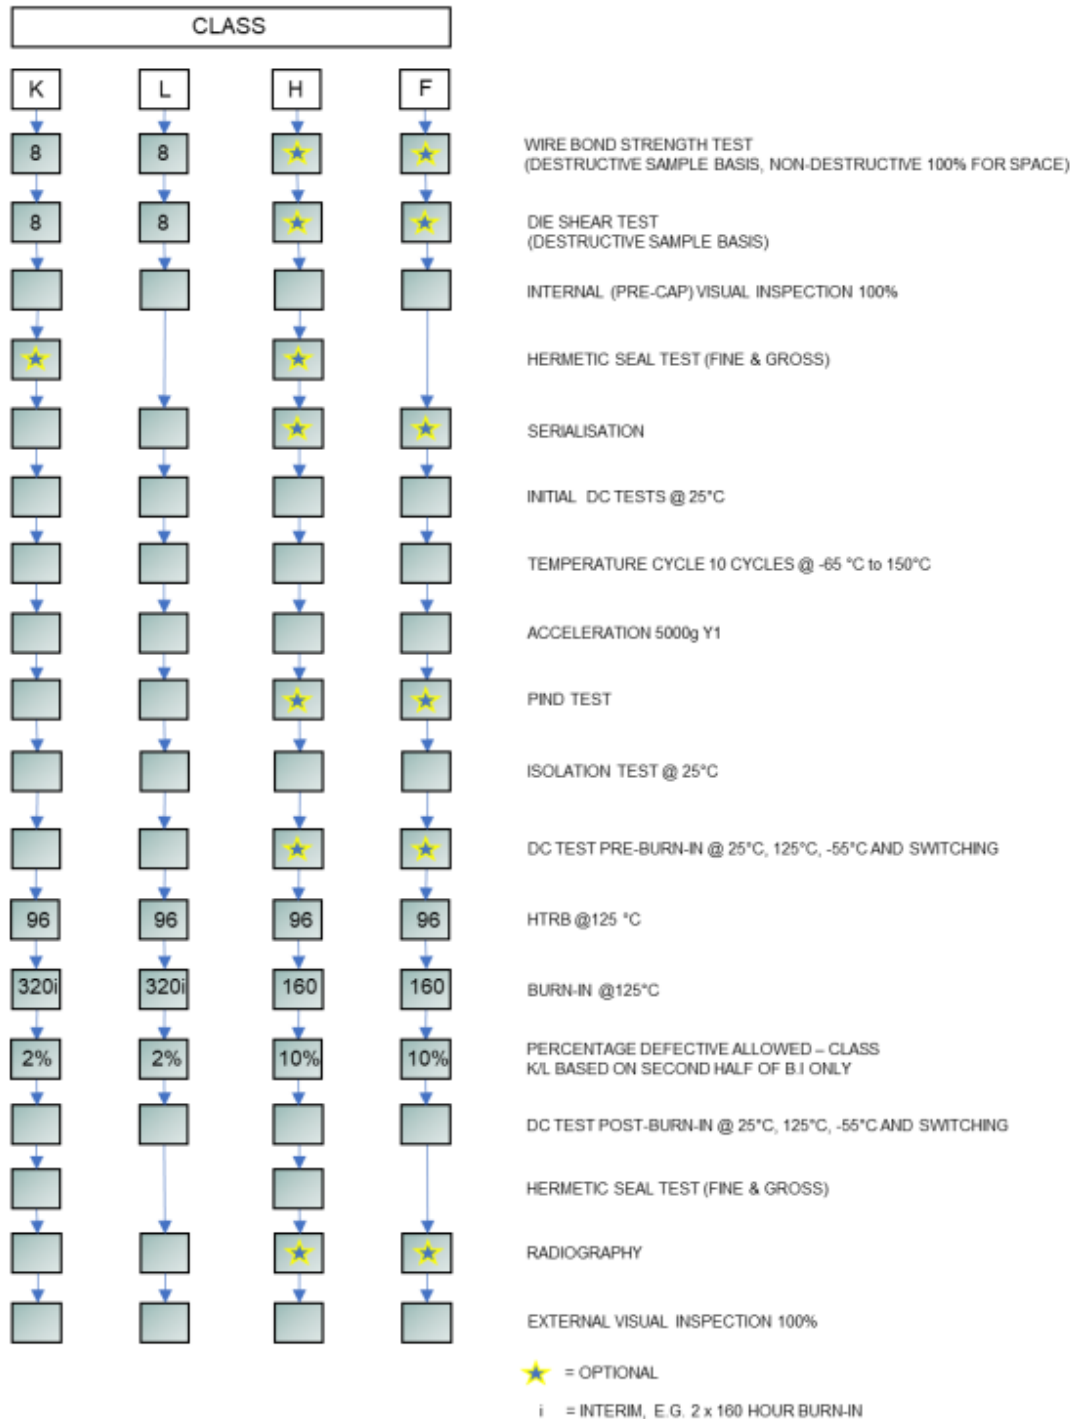 CLASS
K L H F
8 8 WIRE BOND STRENGTH TEST
(DESTRUCTIVE SAMPLE BASIS, NON-DESTRUCTIVE 100% FOR SPACE)
8 8 DIE SHEAR TEST
(DESTRUCTIVE SAMPLE BASIS)
INTERNAL (PRE-CAP) VISUAL INSPECTION 100%
HERMETIC SEAL TEST (FINE & GROSS)
SERIALISATION
INITIAL DC TESTS @ 25°C
TEMPERATURE CYCLE 10 CYCLES @ -65 °C to 150°C
ACCELERATION 5000g Y1
PIND TEST
ISOLATION TEST @ 25°C
DC TEST PRE-BURN-IN @ 25°C, 125°C, -55°C AND SWITCHING
96 96 96 96 HTRB @125 °C
320i 320i 160 160 BURN-IN @125°C
2% 2% 10% 10% PERCENTAGE DEFECTIVE ALLOWED – CLASS
K/L BASED ON SECOND HALF OF B.I ONLY
DC TEST POST-BURN-IN @ 25°C, 125°C, -55°C AND SWITCHING
HERMETIC SEAL TEST (FINE & GROSS)
RADIOGRAPHY
EXTERNAL VISUAL INSPECTION 100%
= OPTIONAL
i = INTERIM, E.G. 2 x 160 HOUR BURN-IN